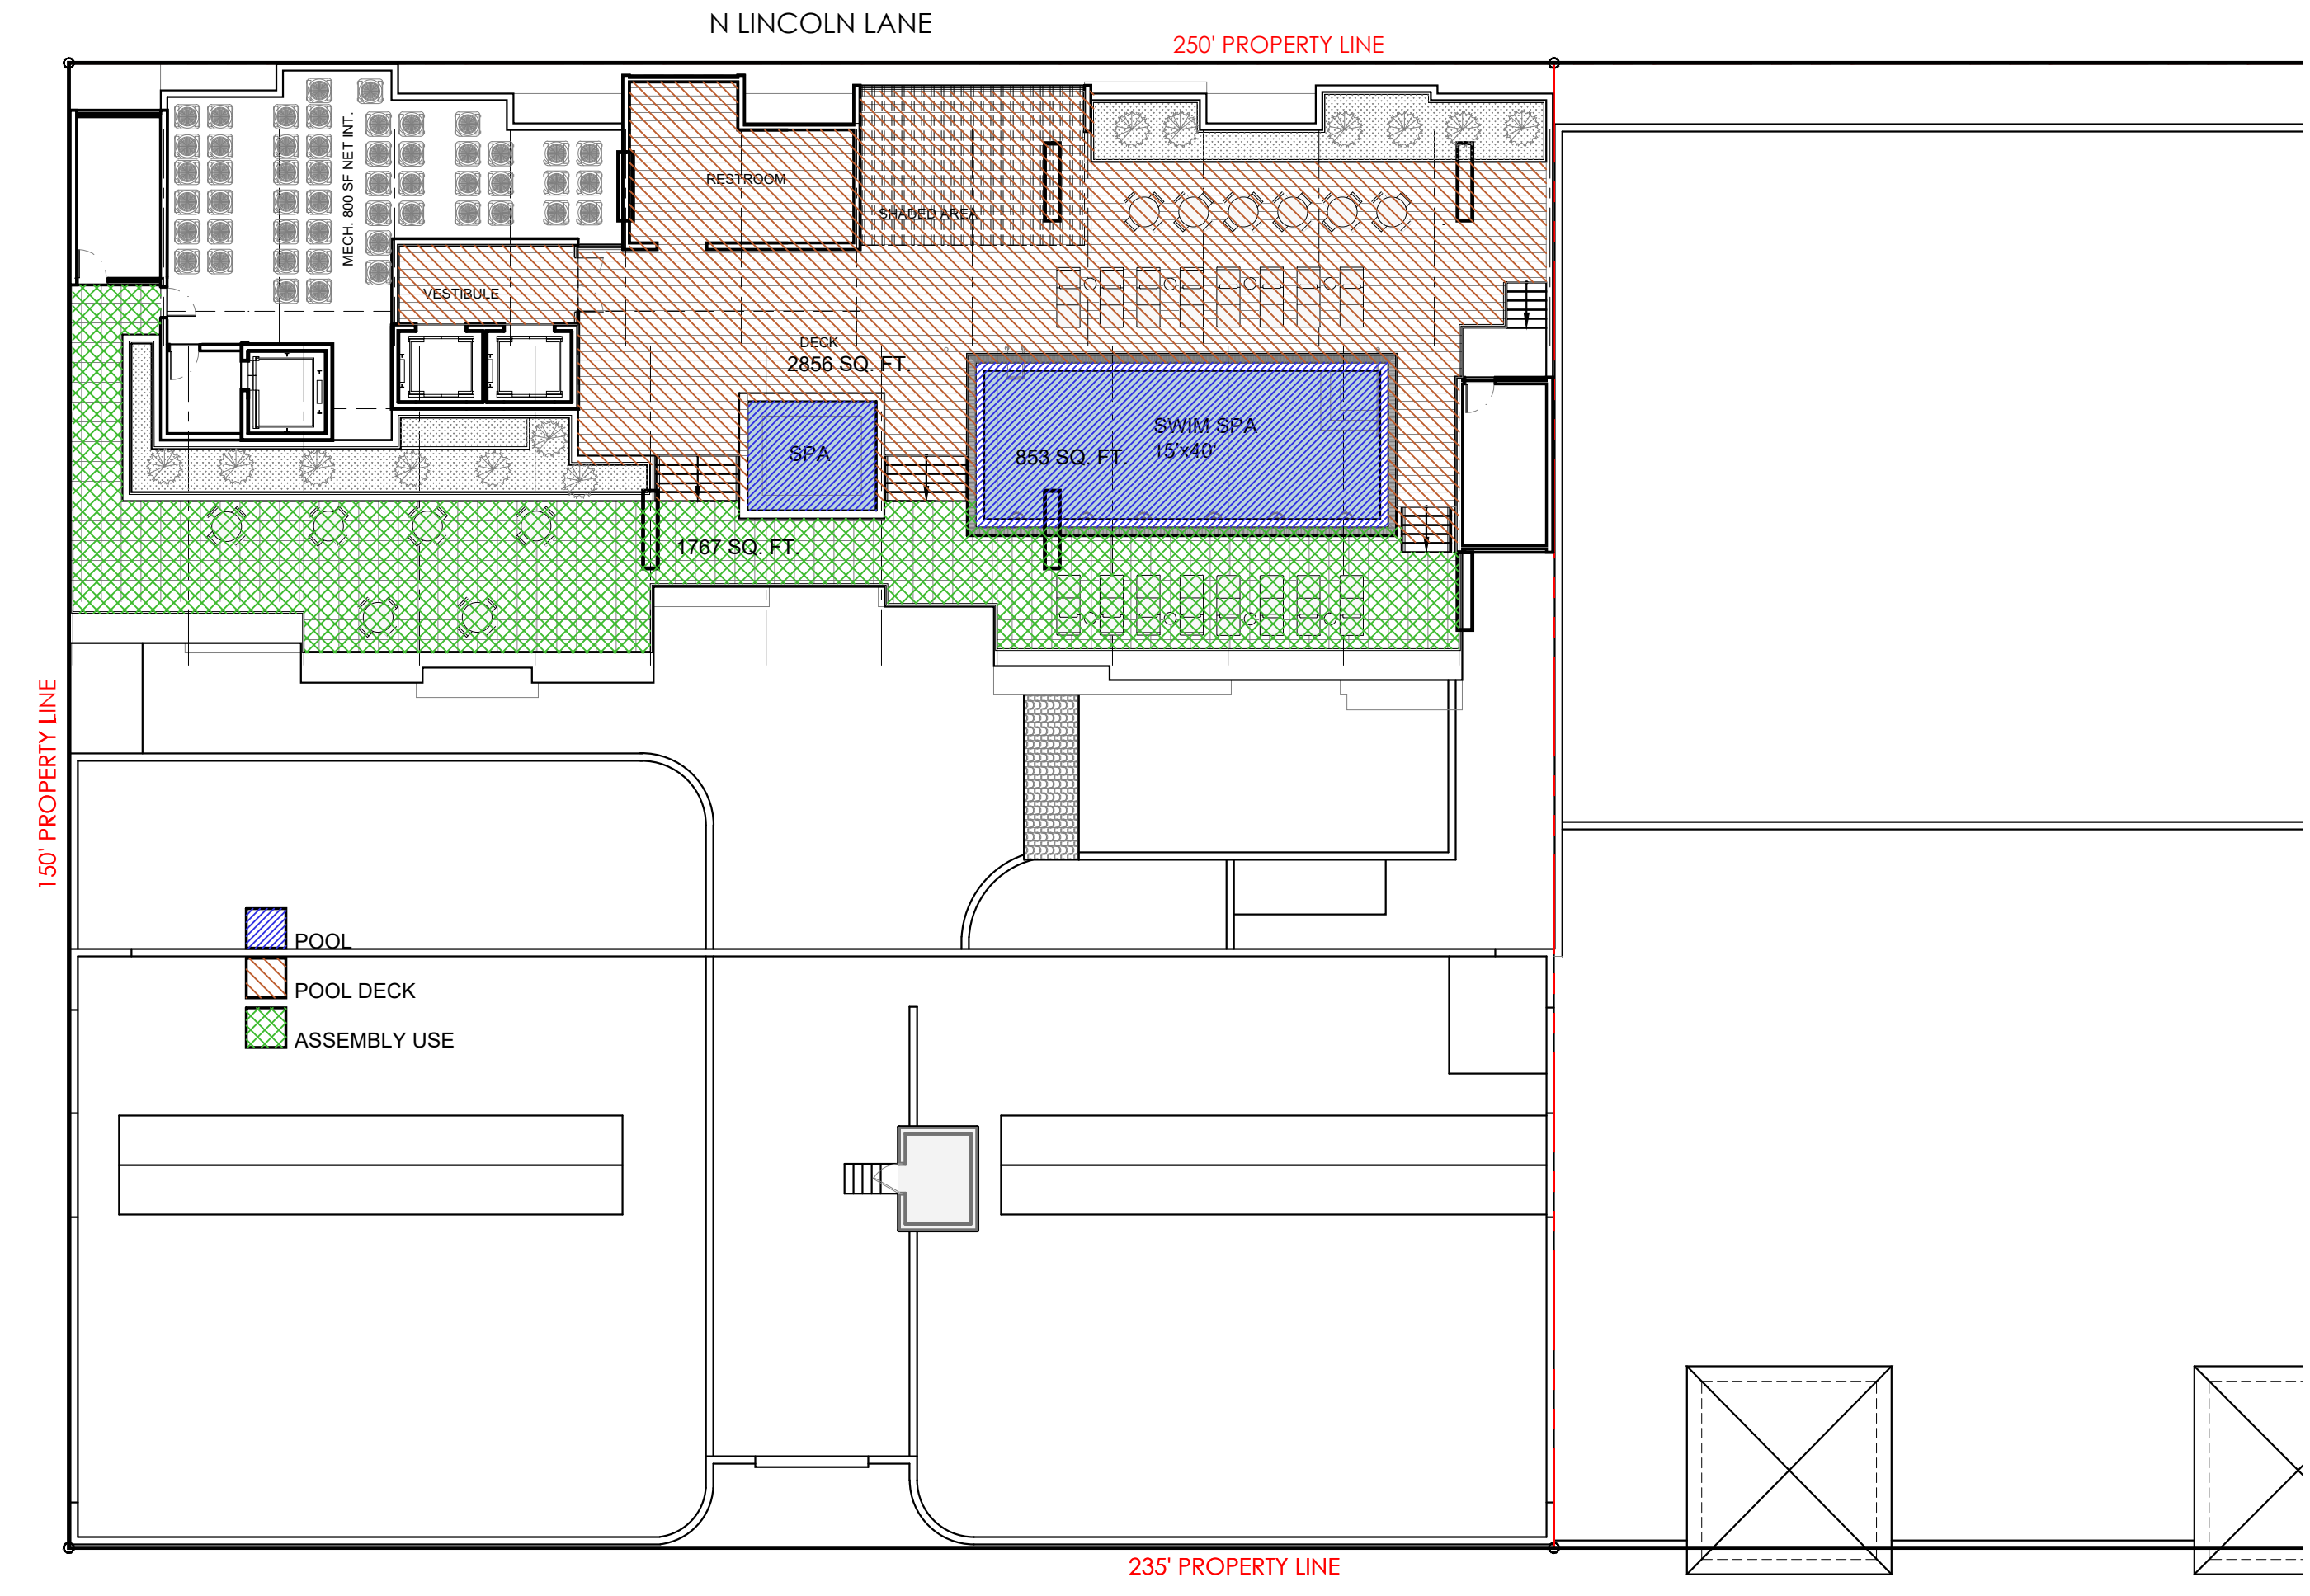 N LINCOLN LANE
250' PROPERTY LINE
MECH. 800 SF NET INT.
RESTROOM
SHADED AREA
VESTIBULE
DECK
2856 SQ. FT.
SWIM SPA
15'x40'
853 SQ. FT
SPA
1767 SQ. FT.
150' PROPERTY LINE
POOL
POOL DECK
ASSEMBLY USE
235' PROPERTY LINE